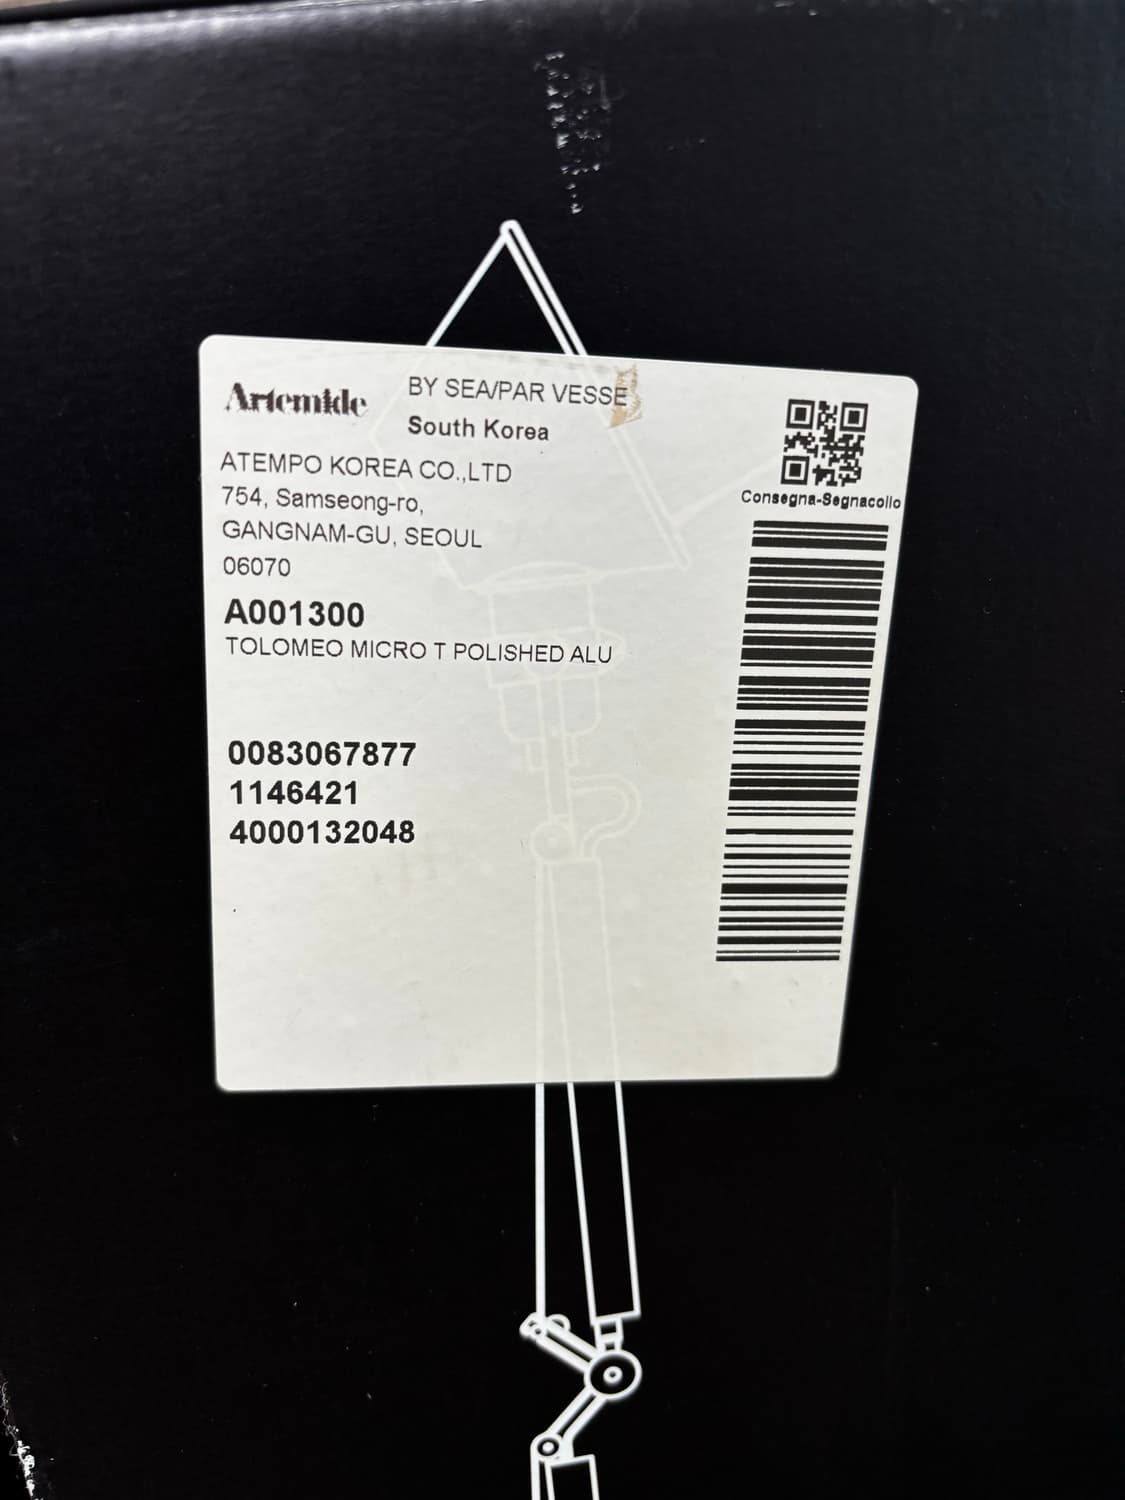 Artemide
BY SEA/PAR VESSE
South Korea
ATEMPO KOREA CO.,LTD
754, Samseong-ro,
GANGNAM-GU, SEOUL
06070
A001300
TOLOMEO MICRO T POLISHED ALU
0083067877
1146421
4000132048
Consegna-Segnacollo